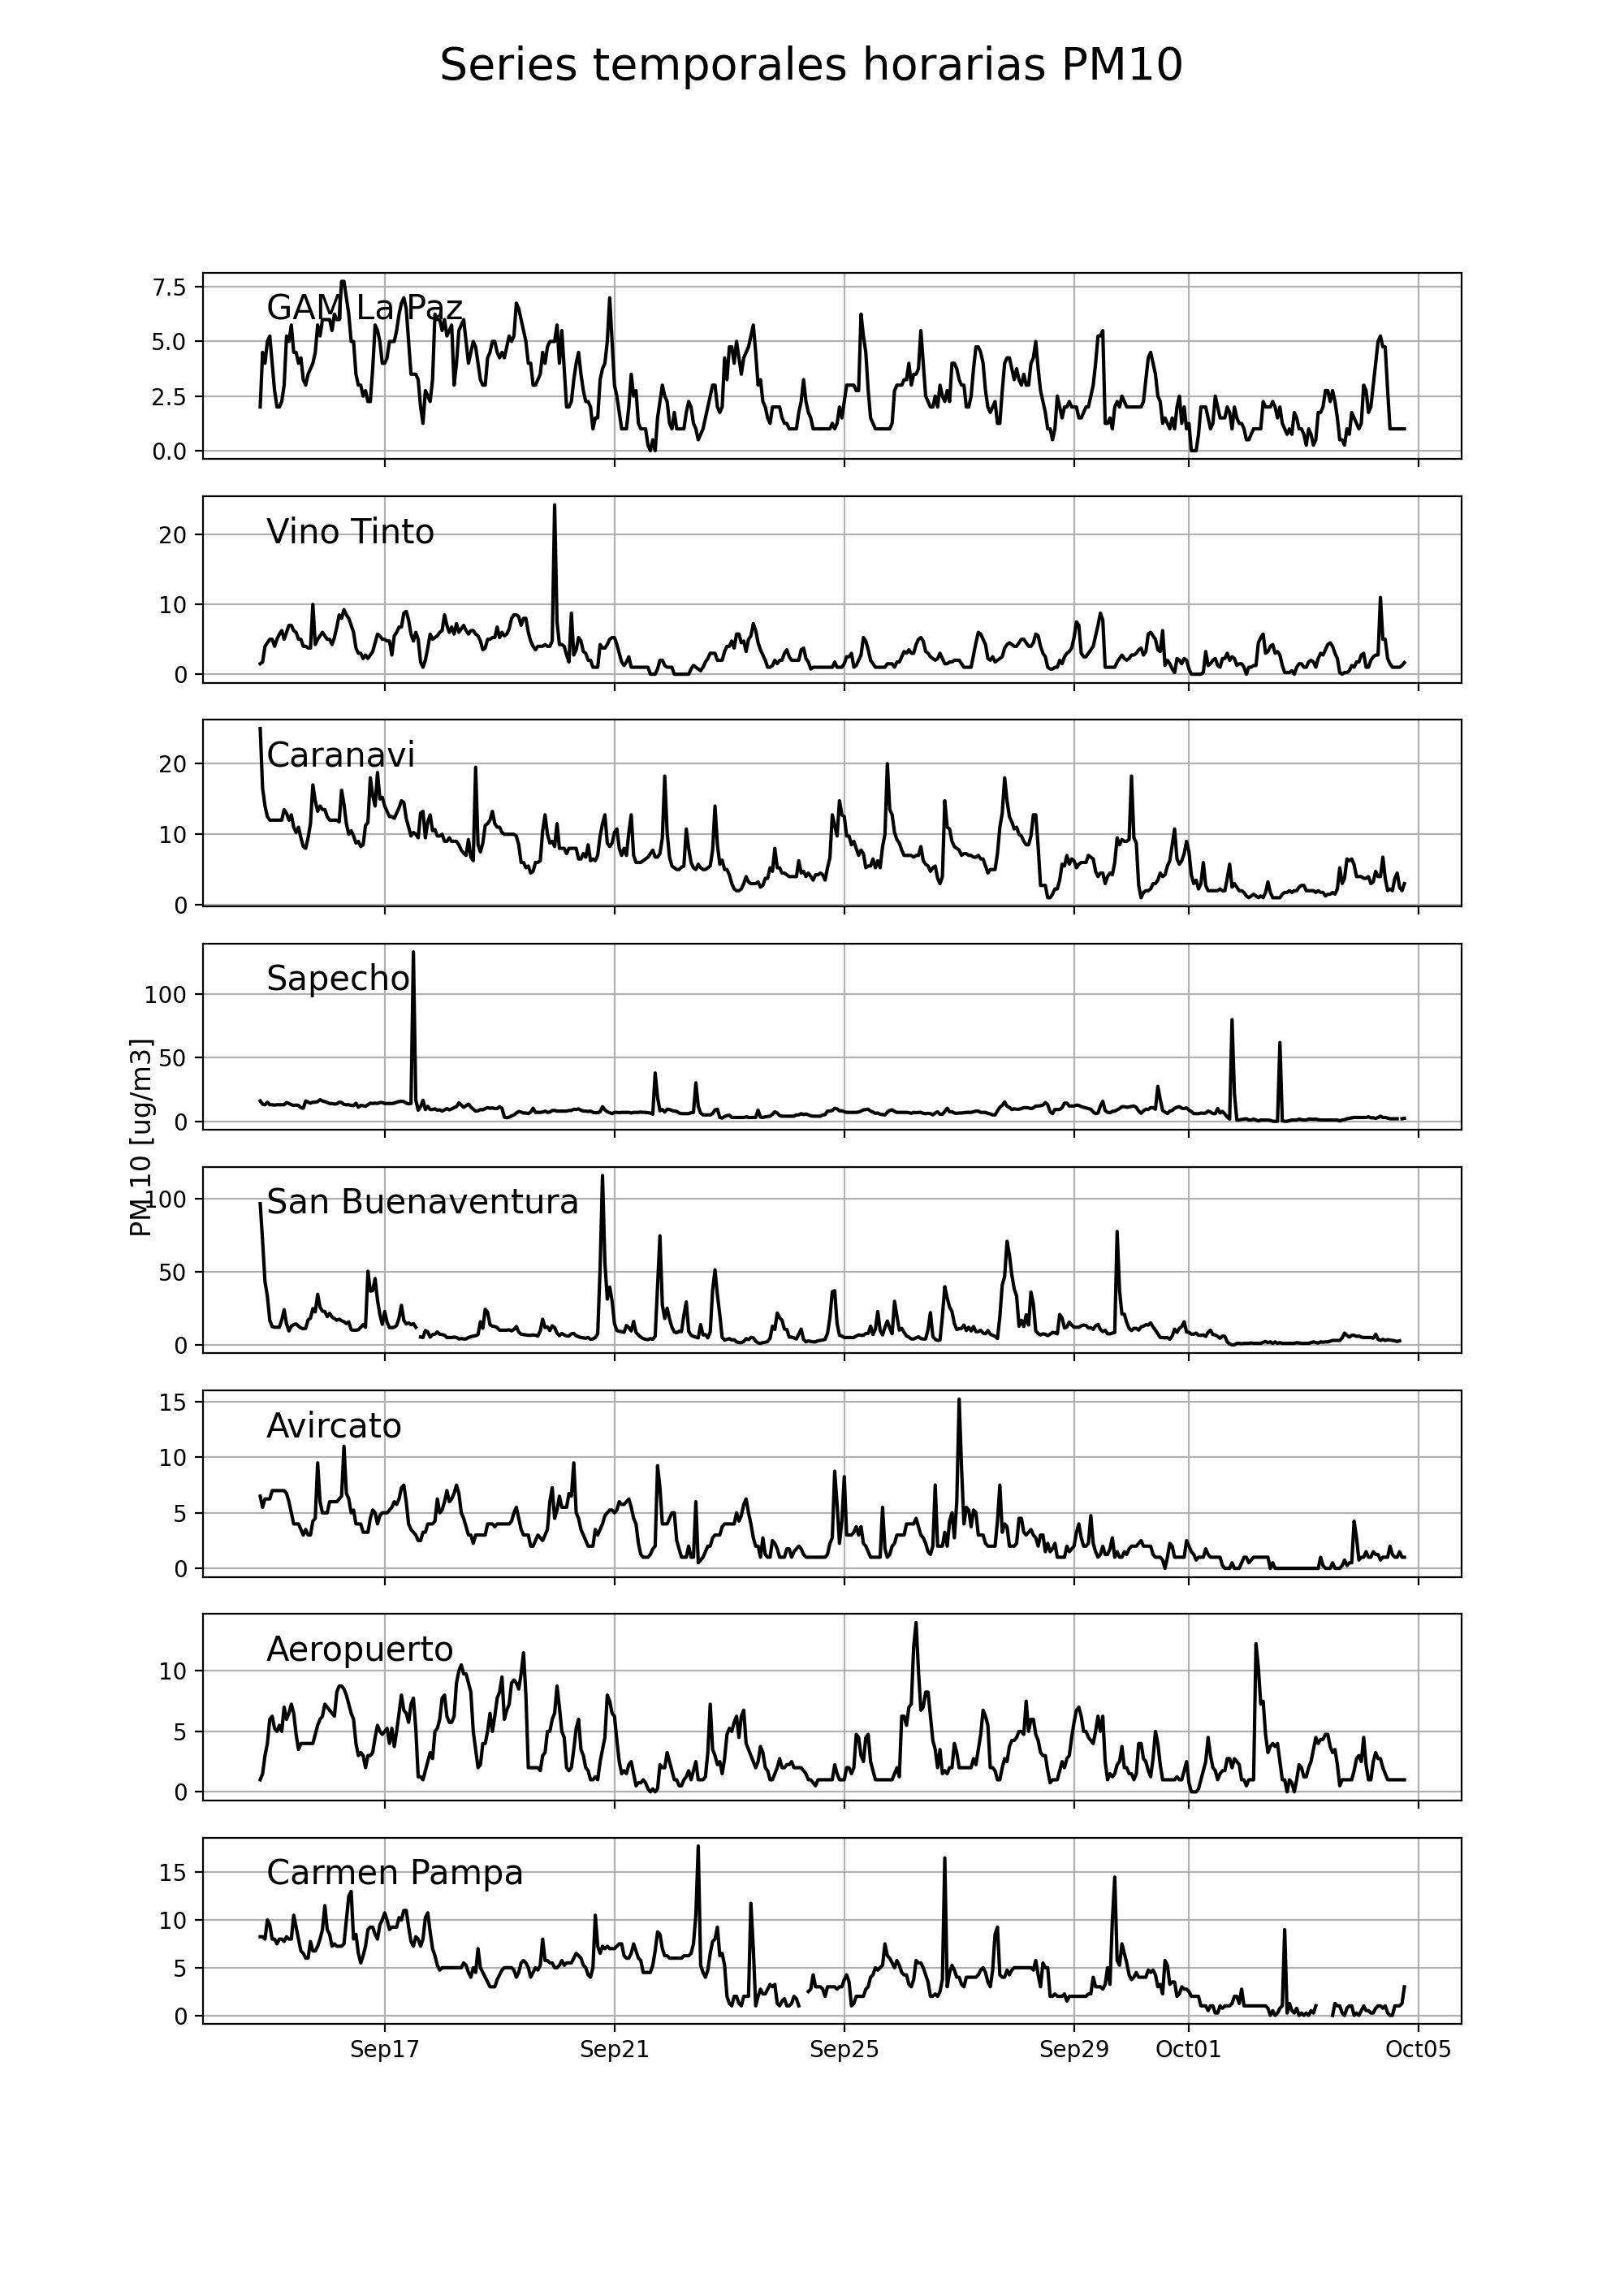 Series temporales horarias PM10
7.5
GAM La Paz
5.0
2.5
0.0
20
Vino Tinto
10
0
20
Caranavi
10
0
PM 10 [ug/m3]
100
Sapecho
50
0
100
San Buenaventura
50
0
15
Avircato
10
5
0
10
Aeropuerto
5
0
15
Carmen Pampa
10
5
0
Sep17 Sep21 Sep25 Sep29 Oct01 Oct05